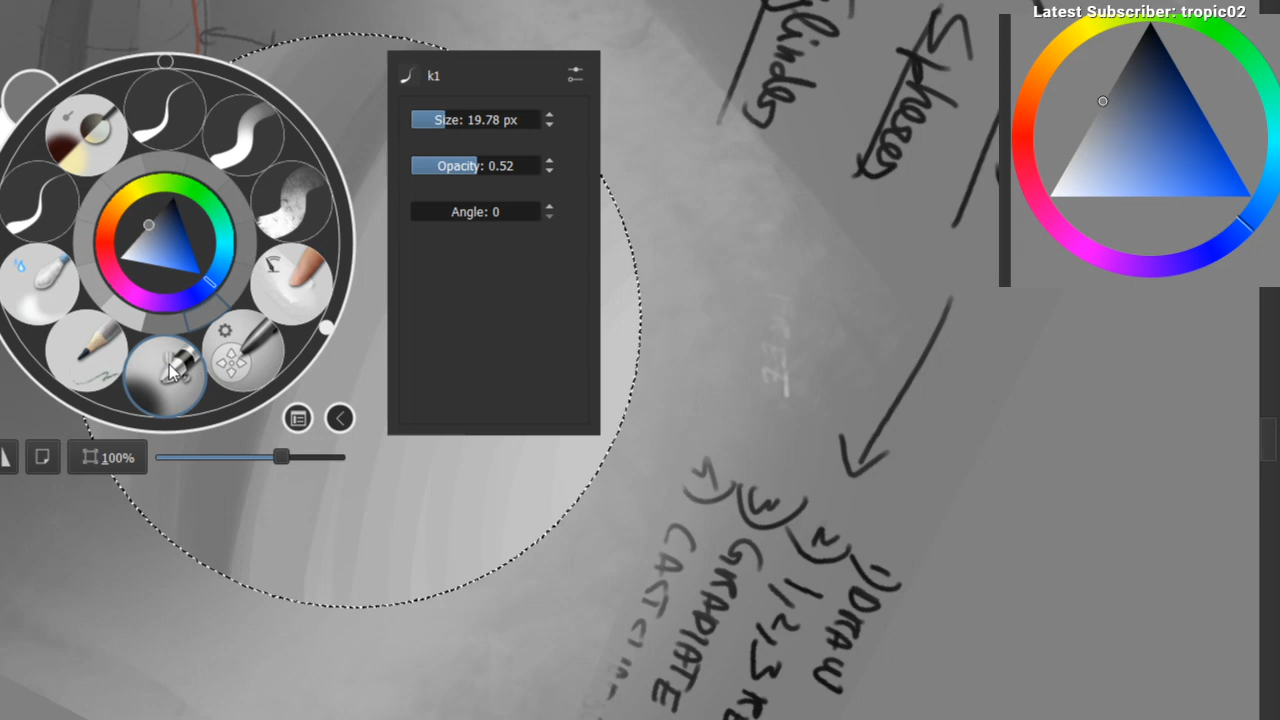 Latest Subscriber: tropic02
k1
Size: 19.78 px
Opacity: 0.52
Angle: 0
100%
Spheres
1) DRAW
2) 1,2,3
3) GRADIATE
4) CAST